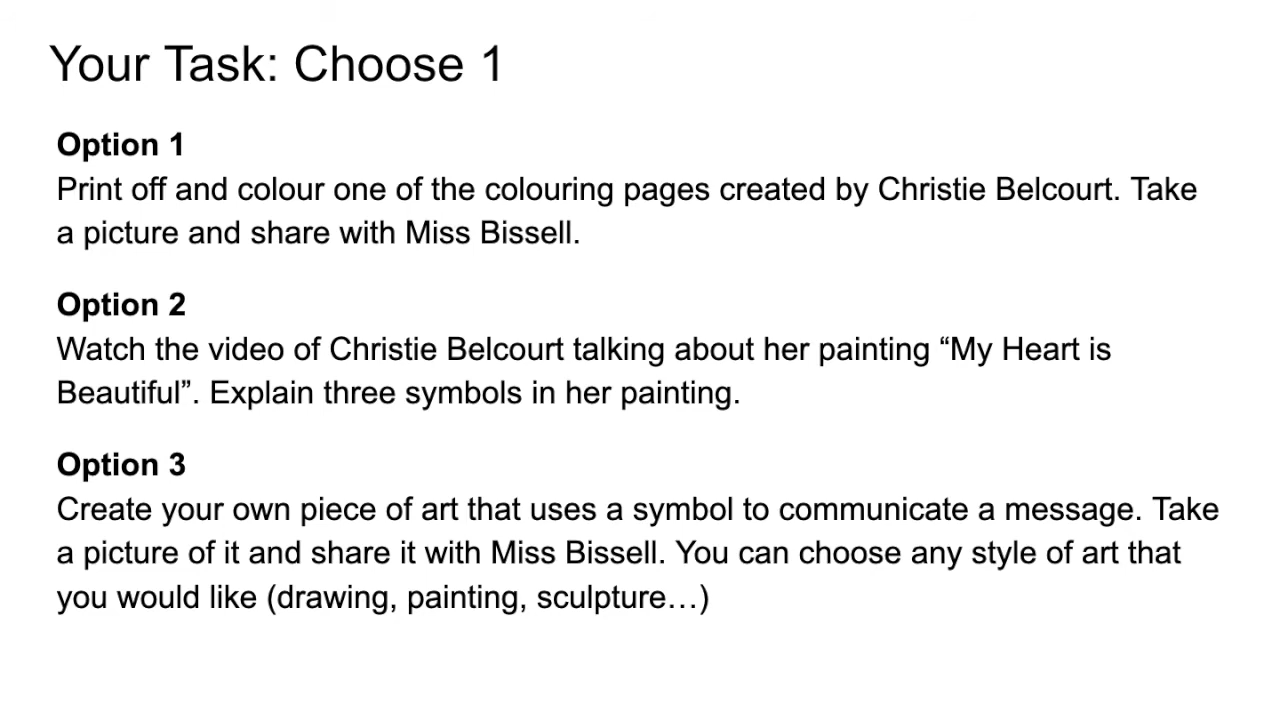 Your Task: Choose 1
Option 1
Print off and colour one of the colouring pages created by Christie Belcourt. Take
a picture and share with Miss Bissell.
Option 2
Watch the video of Christie Belcourt talking about her painting “My Heart is
Beautiful”. Explain three symbols in her painting.
Option 3
Create your own piece of art that uses a symbol to communicate a message. Take
a picture of it and share it with Miss Bissell. You can choose any style of art that
you would like (drawing, painting, sculpture…)